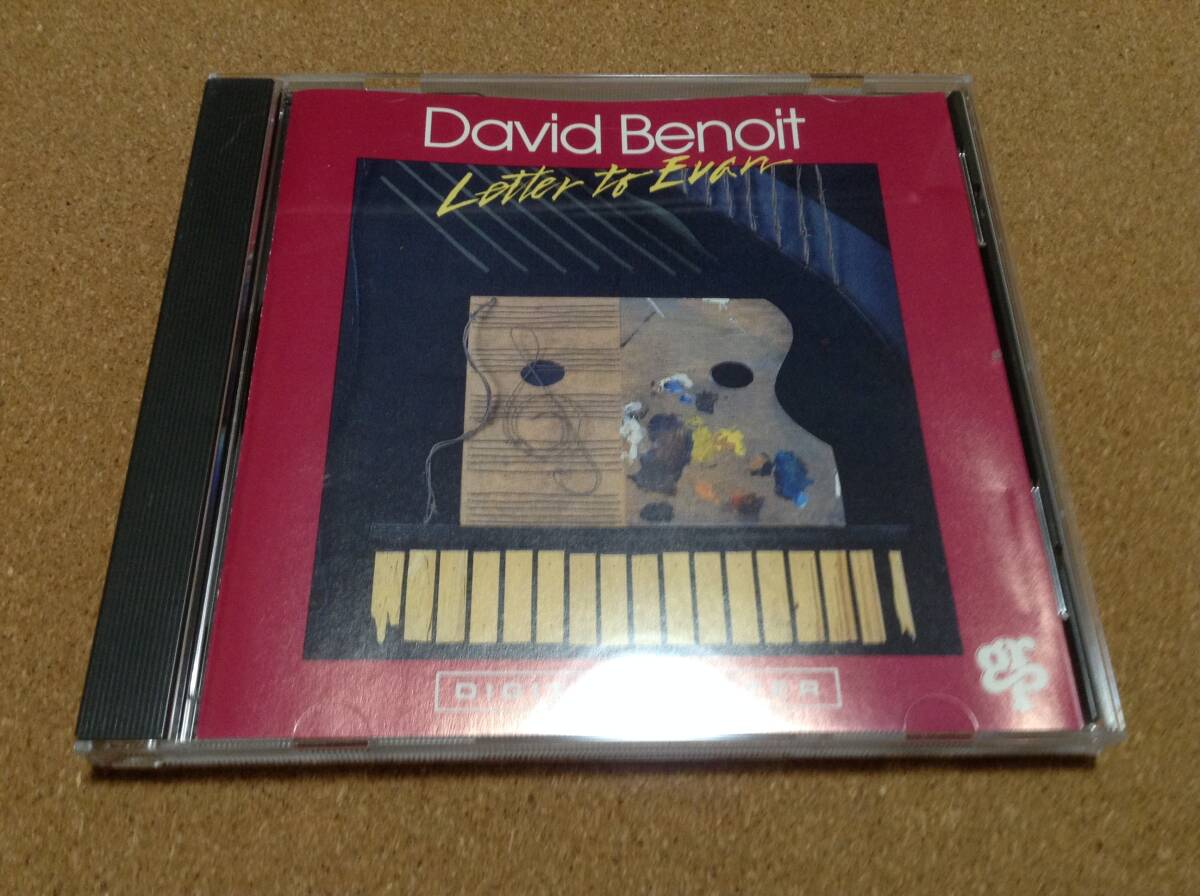 David Benoit
Letter to Evan
grp